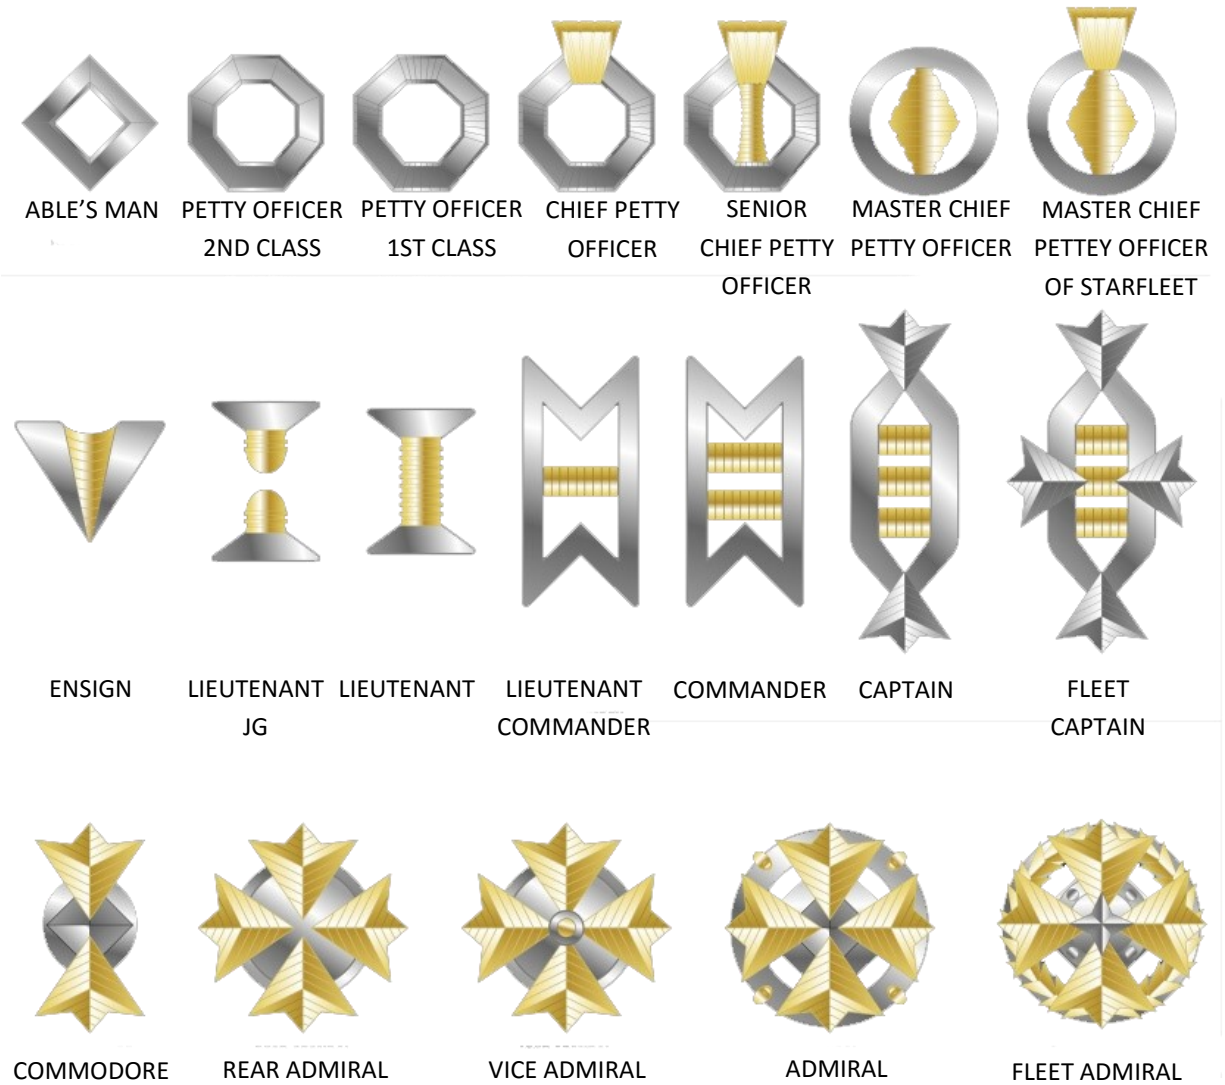 ABLE'S MAN
PETTY OFFICER
2ND CLASS
PETTY OFFICER
1ST CLASS
CHIEF PETTY
OFFICER
SENIOR
CHIEF PETTY
OFFICER
MASTER CHIEF
PETTY OFFICER
MASTER CHIEF
PETTEY OFFICER
OF STARFLEET
ENSIGN
LIEUTENANT
JG
LIEUTENANT
LIEUTENANT
COMMANDER
COMMANDER
CAPTAIN
FLEET
CAPTAIN
COMMODORE
REAR ADMIRAL
VICE ADMIRAL
ADMIRAL
FLEET ADMIRAL